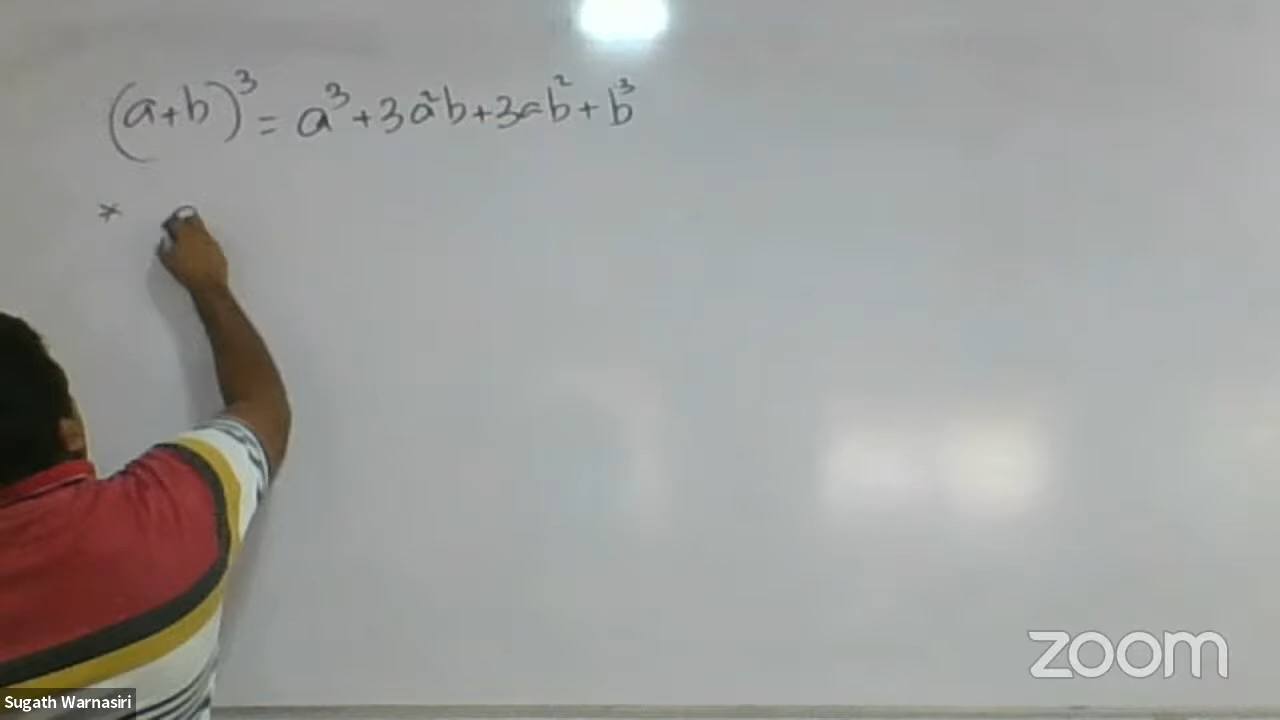 (a+b)³ = a³ + 3a²b + 3ab² + b³
*
zoom
Sugath Warnasiri